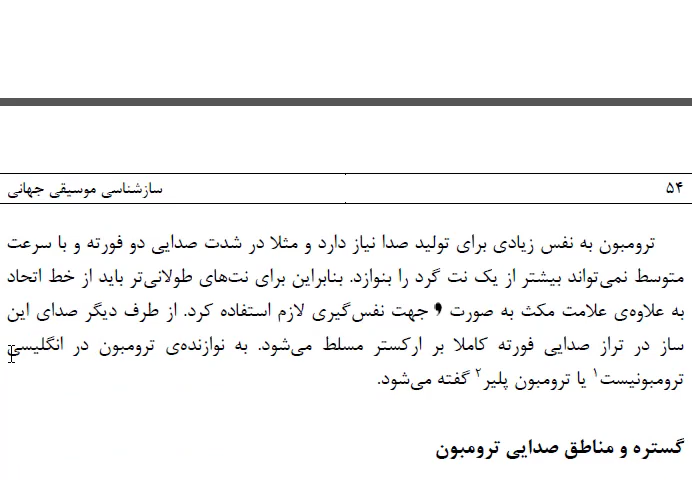 ۵۴ سازشناسی موسیقی جهانی
ترومبون به نفس زیادی برای تولید صدا نیاز دارد و مثلا در شدت صدایی دو فورته و با سرعت
متوسط نمی‌تواند بیشتر از یک نت گرد را بنوازد. بنابراین برای نت‌های طولانی‌تر باید از خط اتحاد
به علاوه‌ی علامت مکث به صورت ❜ جهت نفس‌گیری لازم استفاده کرد. از طرف دیگر صدای این
ساز در تراز صدایی فورته کاملا بر ارکستر مسلط می‌شود. به نوازنده‌ی ترومبون در انگلیسی
ترومبونیست۱ یا ترومبون پلیر۲ گفته می‌شود.
گستره و مناطق صدایی ترومبون